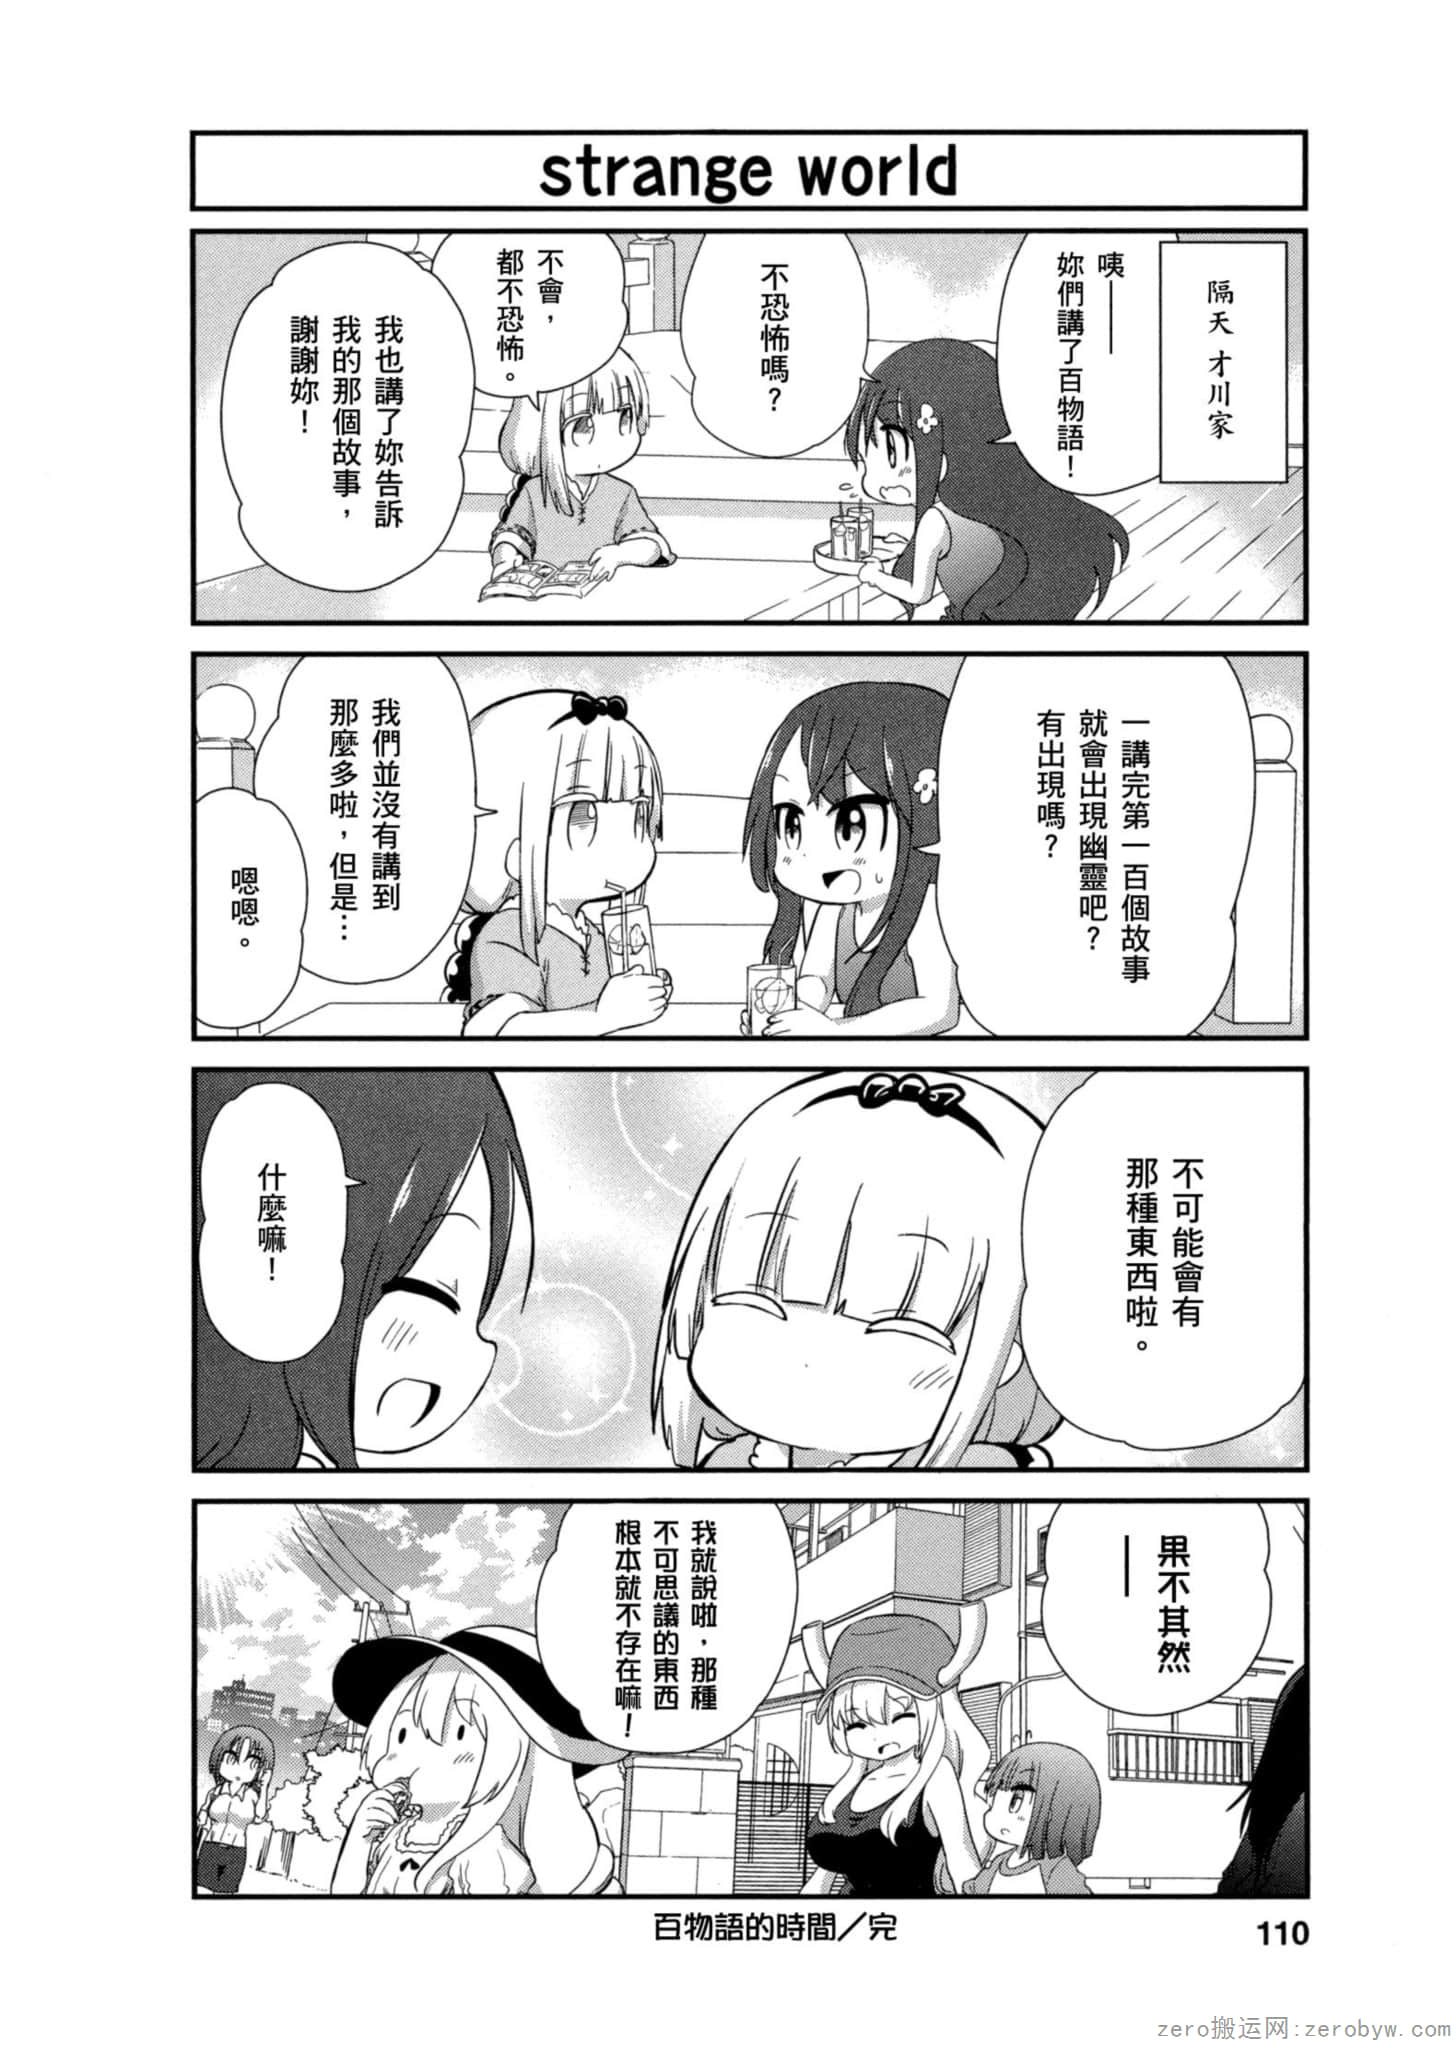 strange world
隔天 才川家
咦——
妳們講了百物語！
不恐怖嗎？
不會，
都不恐怖。
我也講了妳告訴
我的那個故事，
謝謝妳！
一講完第一百個故事
就會出現幽靈吧？
有出現嗎？
我們並沒有講到
那麼多啦，但是…
嗯嗯。
不可能會有
那種東西啦。
什麼嘛！
果不其然
——
我就說啦，那種
不可思議的東西
根本就不存在嘛！
百物語的時間／完
110
zero搬运网:zerobyw.com